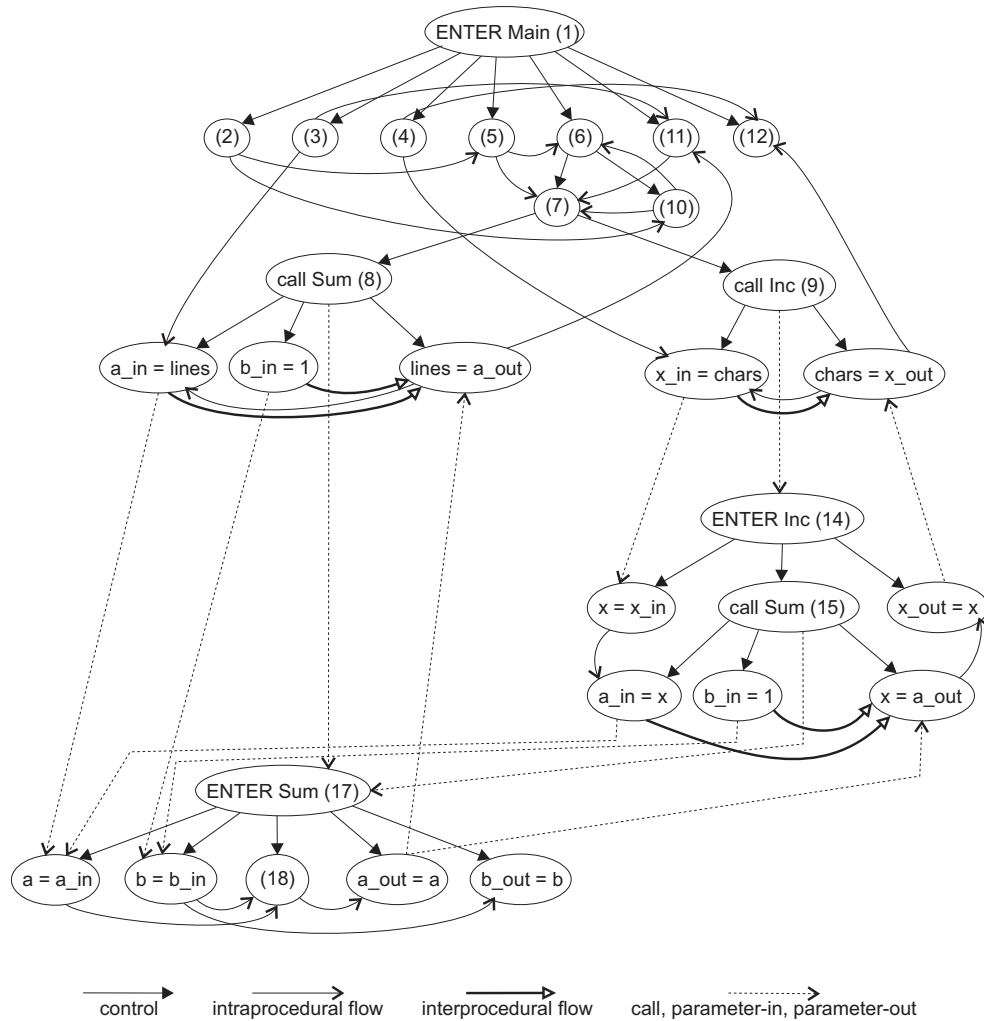 ENTER Main (1)
(2)
(3)
(4)
(5)
(6)
(11)
(12)
(7)
(10)
call Sum (8)
call Inc (9)
a_in = lines
b_in = 1
lines = a_out
x_in = chars
chars = x_out
ENTER Inc (14)
x = x_in
call Sum (15)
x_out = x
a_in = x
b_in = 1
x = a_out
ENTER Sum (17)
a = a_in
b = b_in
(18)
a_out = a
b_out = b
control
intraprocedural flow
interprocedural flow
call, parameter-in, parameter-out